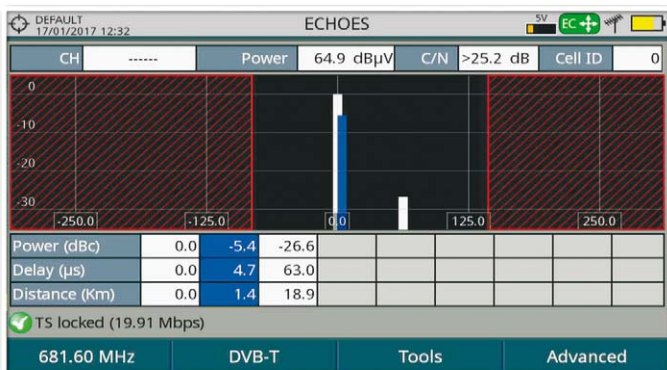 DEFAULT
17/01/2017 12:32
ECHOES
5V
EC
CH ------ Power 64.9 dBµV C/N >25.2 dB Cell ID 0
0
-10
-20
-30
-250.0 -125.0 0.0 125.0 250.0
Power (dBc) 0.0 -5.4 -26.6
Delay (µs) 0.0 4.7 63.0
Distance (Km) 0.0 1.4 18.9
TS locked (19.91 Mbps)
681.60 MHz DVB-T Tools Advanced